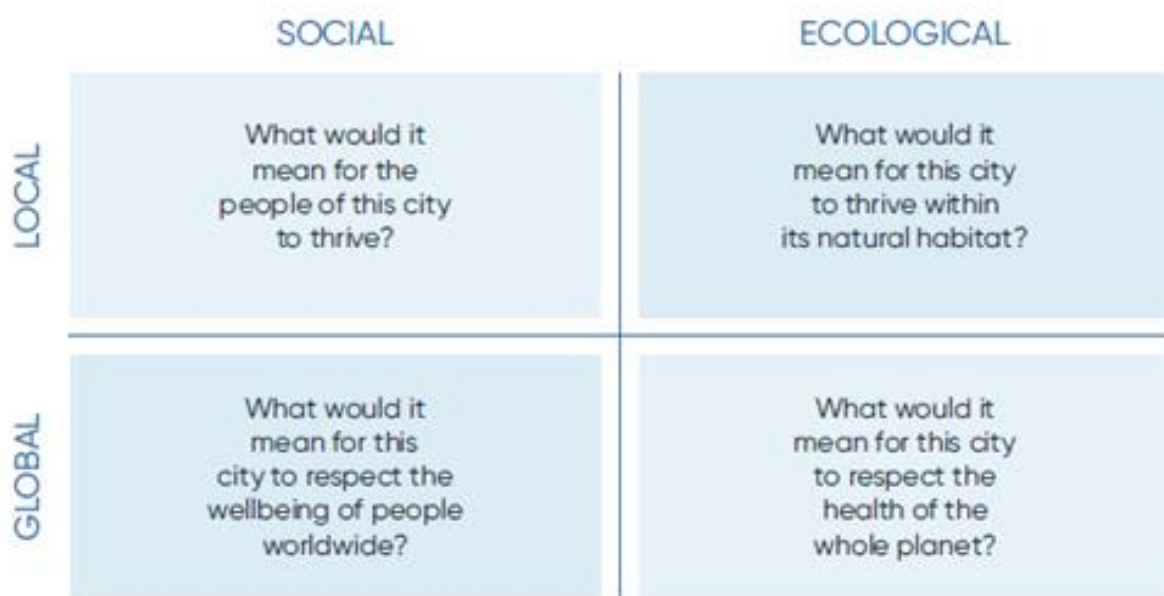 SOCIAL
ECOLOGICAL
LOCAL
What would it
mean for the
people of this city
to thrive?
What would it
mean for this city
to thrive within
its natural habitat?
GLOBAL
What would it
mean for this
city to respect the
wellbeing of people
worldwide?
What would it
mean for this city
to respect the
health of the
whole planet?